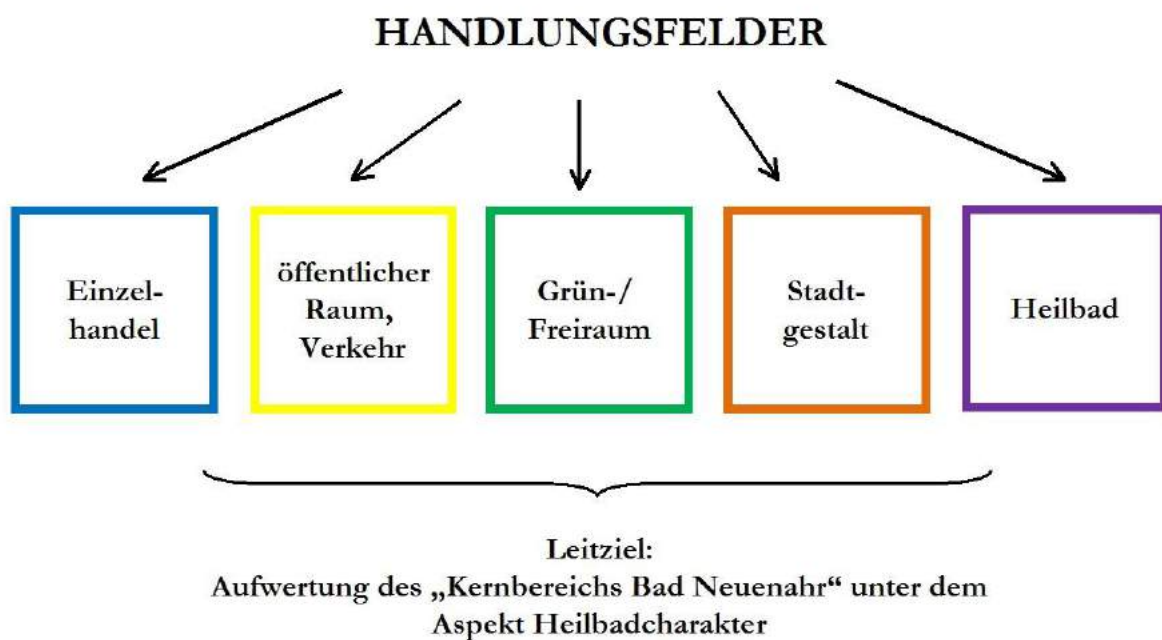 HANDLUNGSFELDER
Einzel-
handel
öffentlicher
Raum,
Verkehr
Grün-/
Freiraum
Stadt-
gestalt
Heilbad
Leitziel:
Aufwertung des „Kernbereichs Bad Neuenahr“ unter dem
Aspekt Heilbadcharakter